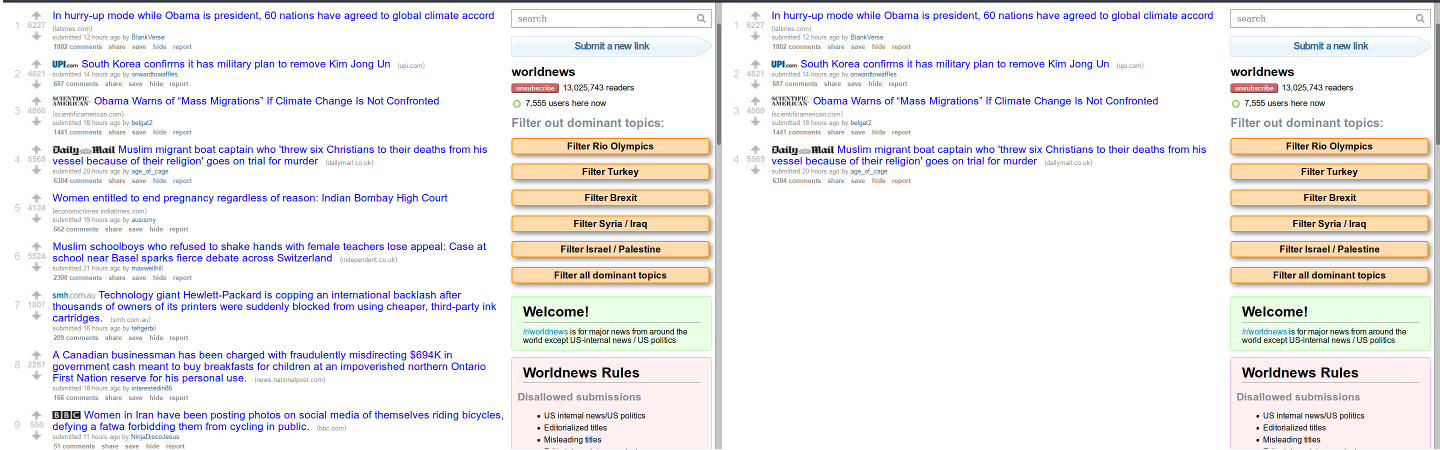 1
6227
In hurry-up mode while Obama is president, 60 nations have agreed to global climate accord
(latimes.com)
submitted 12 hours ago by BlankVerse
1802 comments share save hide report
2
4821
UPI.com South Korea confirms it has military plan to remove Kim Jong Un (upi.com)
submitted 14 hours ago by onwardtowaffles
687 comments share save hide report
3
4860
SCIENTIFIC AMERICAN Obama Warns of “Mass Migrations” If Climate Change Is Not Confronted
(scientificamerican.com)
submitted 18 hours ago by belgat2
1441 comments share save hide report
4
5565
Daily Mail Muslim migrant boat captain who 'threw six Christians to their deaths from his
vessel because of their religion' goes on trial for murder (dailymail.co.uk)
submitted 20 hours ago by age_of_cage
6384 comments share save hide report
5
4124
Women entitled to end pregnancy regardless of reason: Indian Bombay High Court
(economictimes.indiatimes.com)
submitted 19 hours ago by ausismy
662 comments share save hide report
6
5524
Muslim schoolboys who refused to shake hands with female teachers lose appeal: Case at
school near Basel sparks fierce debate across Switzerland (independent.co.uk)
submitted 21 hours ago by maxwellhill
2300 comments share save hide report
7
1807
smh.com.au Technology giant Hewlett-Packard is copping an international backlash after
thousands of owners of its printers were suddenly blocked from using cheaper, third-party ink
cartridges. (smh.com.au)
submitted 16 hours ago by tehgerbil
209 comments share save hide report
8
2287
A Canadian businessman has been charged with fraudulently misdirecting $694K in
government cash meant to buy breakfasts for children at an impoverished northern Ontario
First Nation reserve for his personal use. (news.nationalpost.com)
submitted 18 hours ago by interestedin86
166 comments share save hide report
9
550
BBC Women in Iran have been posting photos on social media of themselves riding bicycles,
defying a fatwa forbidding them from cycling in public. (bbc.com)
submitted 11 hours ago by NinjaDiscoJesus
51 comments share save hide report
search
Submit a new link
worldnews
unsubscribe 13,025,743 readers
7,555 users here now
Filter out dominant topics:
Filter Rio Olympics
Filter Turkey
Filter Brexit
Filter Syria / Iraq
Filter Israel / Palestine
Filter all dominant topics
Welcome!
/r/worldnews is for major news from around the
world except US-internal news / US politics
Worldnews Rules
Disallowed submissions
US internal news/US politics
Editorialized titles
Misleading titles
1
6227
In hurry-up mode while Obama is president, 60 nations have agreed to global climate accord
(latimes.com)
submitted 12 hours ago by BlankVerse
1802 comments share save hide report
2
4821
UPI.com South Korea confirms it has military plan to remove Kim Jong Un (upi.com)
submitted 14 hours ago by onwardtowaffles
687 comments share save hide report
3
4860
SCIENTIFIC AMERICAN Obama Warns of “Mass Migrations” If Climate Change Is Not Confronted
(scientificamerican.com)
submitted 18 hours ago by belgat2
1441 comments share save hide report
4
5565
Daily Mail Muslim migrant boat captain who 'threw six Christians to their deaths from his
vessel because of their religion' goes on trial for murder (dailymail.co.uk)
submitted 20 hours ago by age_of_cage
6384 comments share save hide report
search
Submit a new link
worldnews
unsubscribe 13,025,743 readers
7,555 users here now
Filter out dominant topics:
Filter Rio Olympics
Filter Turkey
Filter Brexit
Filter Syria / Iraq
Filter Israel / Palestine
Filter all dominant topics
Welcome!
/r/worldnews is for major news from around the
world except US-internal news / US politics
Worldnews Rules
Disallowed submissions
US internal news/US politics
Editorialized titles
Misleading titles